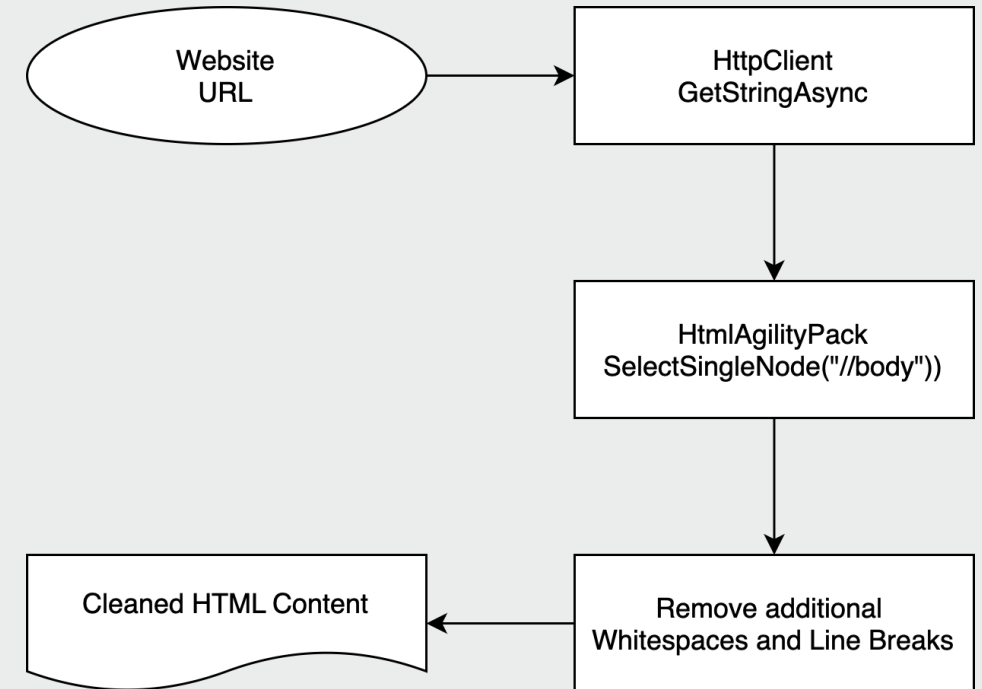 Website
URL
HttpClient
GetStringAsync
HtmlAgilityPack
SelectSingleNode("//body"))
Remove additional
Whitespaces and Line Breaks
Cleaned HTML Content